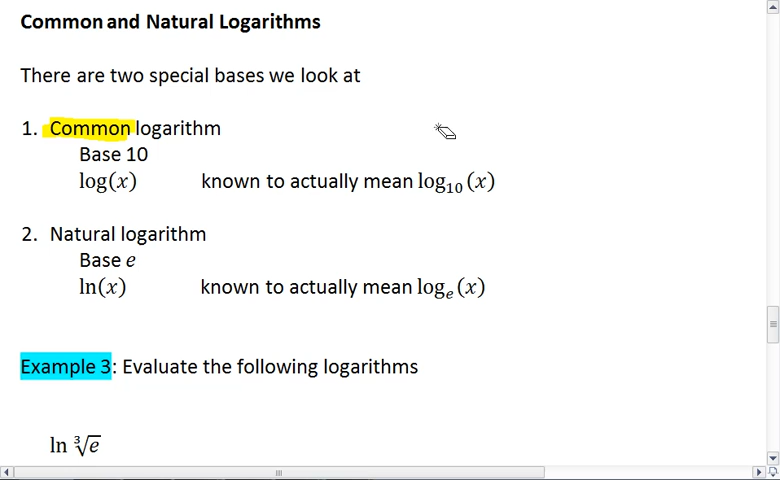 Common and Natural Logarithms
There are two special bases we look at
1. Common logarithm
Base 10
log(x) known to actually mean log₁₀(x)
2. Natural logarithm
Base e
ln(x) known to actually mean logₑ(x)
Example 3: Evaluate the following logarithms
ln ∛e